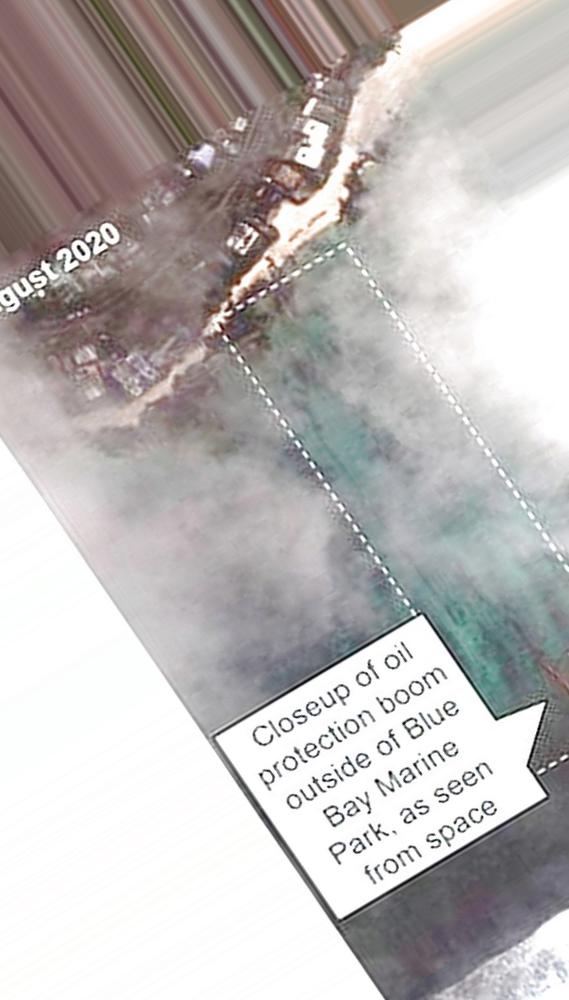 gust 2020
Closeup of oil
protection boom
outside of Blue
Bay Marine
Park, as seen
from space